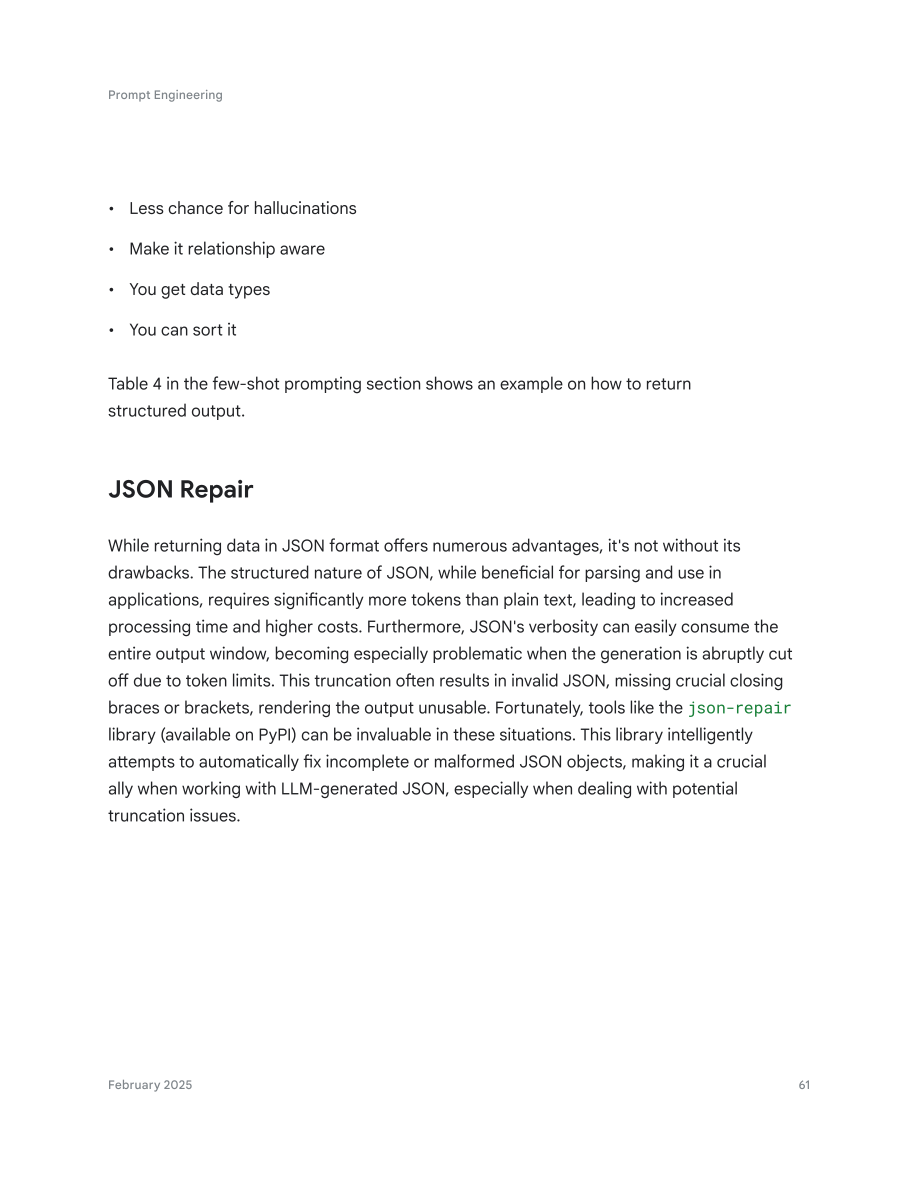 Prompt Engineering
• Less chance for hallucinations
• Make it relationship aware
• You get data types
• You can sort it
Table 4 in the few-shot prompting section shows an example on how to return
structured output.
JSON Repair
While returning data in JSON format offers numerous advantages, it's not without its
drawbacks. The structured nature of JSON, while beneficial for parsing and use in
applications, requires significantly more tokens than plain text, leading to increased
processing time and higher costs. Furthermore, JSON's verbosity can easily consume the
entire output window, becoming especially problematic when the generation is abruptly cut
off due to token limits. This truncation often results in invalid JSON, missing crucial closing
braces or brackets, rendering the output unusable. Fortunately, tools like the json-repair
library (available on PyPI) can be invaluable in these situations. This library intelligently
attempts to automatically fix incomplete or malformed JSON objects, making it a crucial
ally when working with LLM-generated JSON, especially when dealing with potential
truncation issues.
February 2025 61